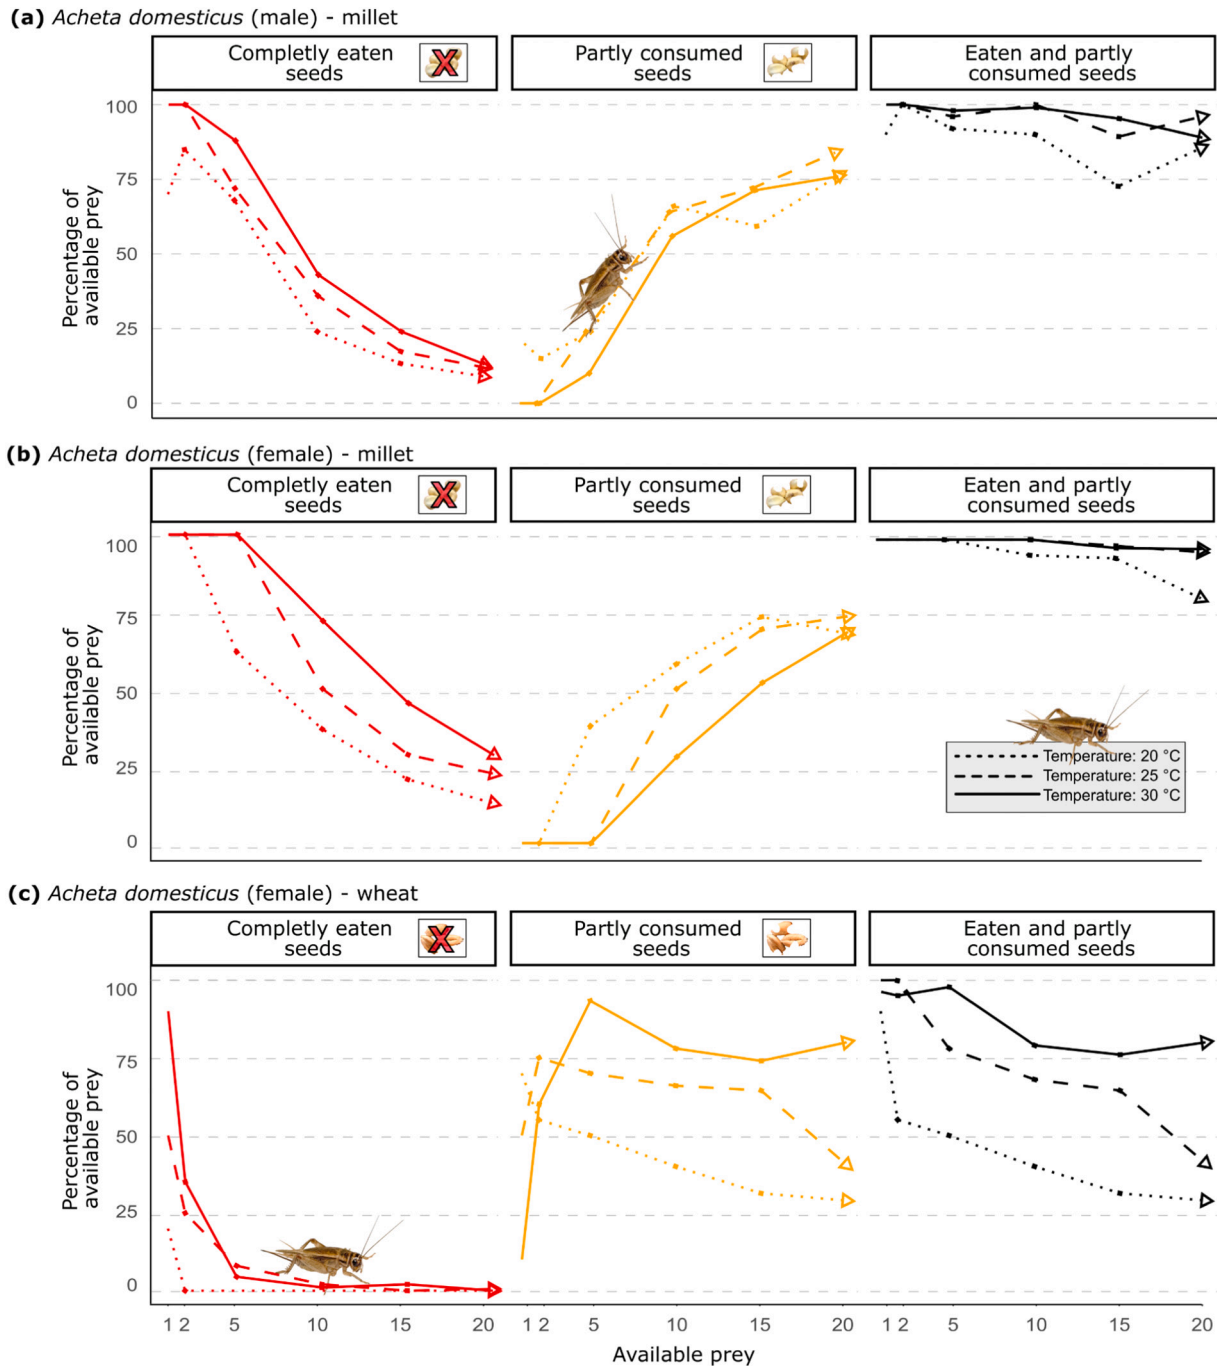 (a) Acheta domesticus (male) - millet
Completly eaten
seeds
Partly consumed
seeds
Eaten and partly
consumed seeds
Percentage of
available prey
100
75
50
25
0
(b) Acheta domesticus (female) - millet
Completly eaten
seeds
Partly consumed
seeds
Eaten and partly
consumed seeds
Percentage of
available prey
100
75
50
25
0
Temperature: 20 °C
Temperature: 25 °C
Temperature: 30 °C
(c) Acheta domesticus (female) - wheat
Completly eaten
seeds
Partly consumed
seeds
Eaten and partly
consumed seeds
Percentage of
available prey
100
75
50
25
0
1 2 5 10 15 20
1 2 5 10 15 20
1 2 5 10 15 20
Available prey